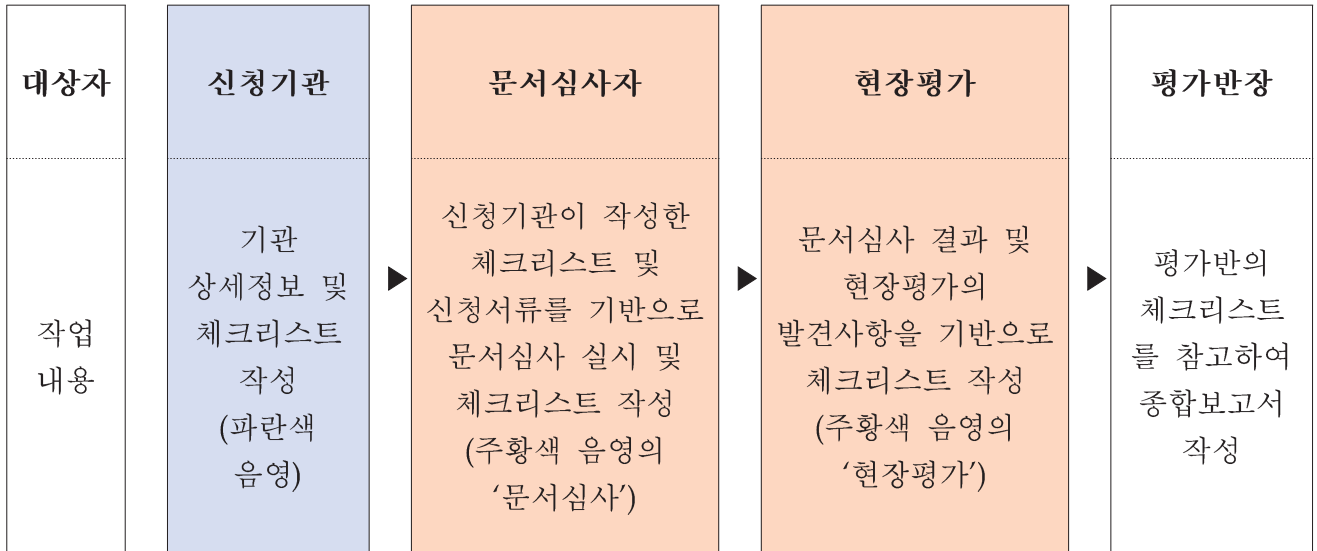 대상자
신청기관
문서심사자
현장평가
평가반장
작업
내용
기관
상세정보 및
체크리스트
작성
(파란색
음영)
▶
신청기관이 작성한
체크리스트 및
신청서류를 기반으로
문서심사 실시 및
체크리스트 작성
(주황색 음영의
‘문서심사’)
▶
문서심사 결과 및
현장평가의
발견사항을 기반으로
체크리스트 작성
(주황색 음영의
‘현장평가’)
▶
평가반의
체크리스트
를 참고하여
종합보고서
작성